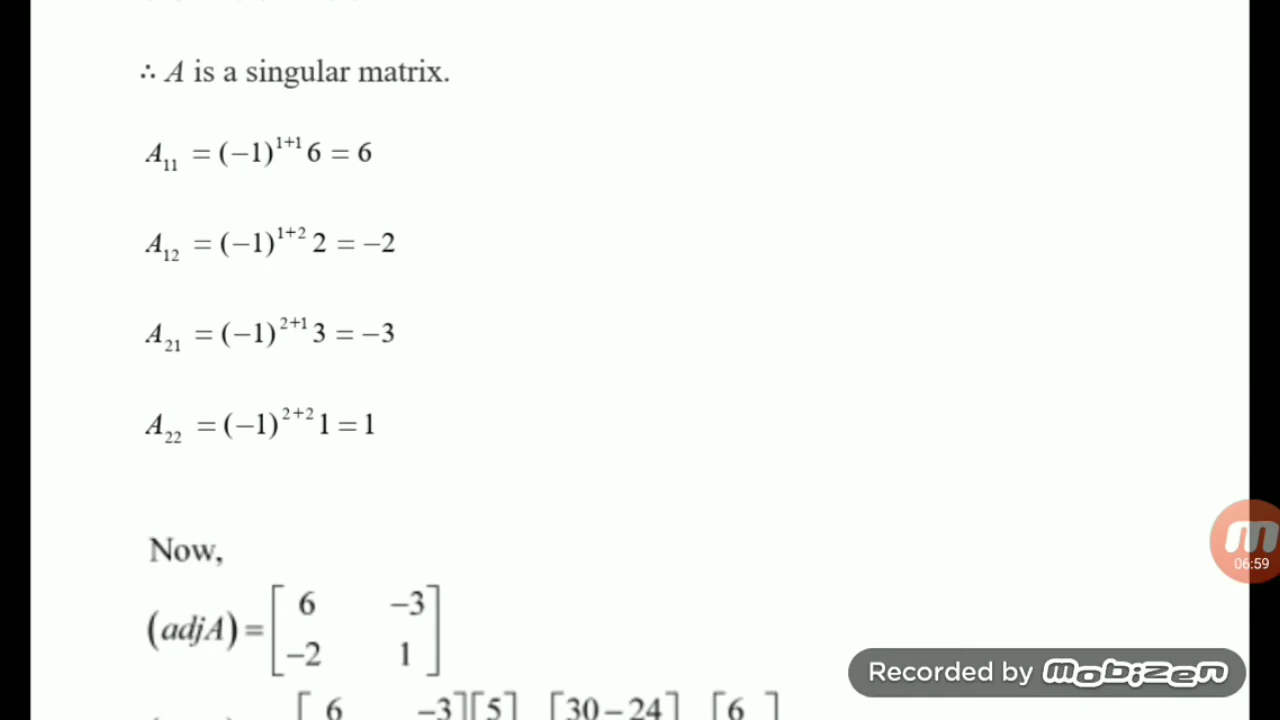 ∴ A is a singular matrix.
A₁₁ = (−1)¹⁺¹ 6 = 6
A₁₂ = (−1)¹⁺² 2 = −2
A₂₁ = (−1)²⁺¹ 3 = −3
A₂₂ = (−1)²⁺² 1 = 1
Now,
(adjA) = [6 −3
−2 1]
[6 −3][5] [30 − 24] [6 ]
06:59
Recorded by mobizen